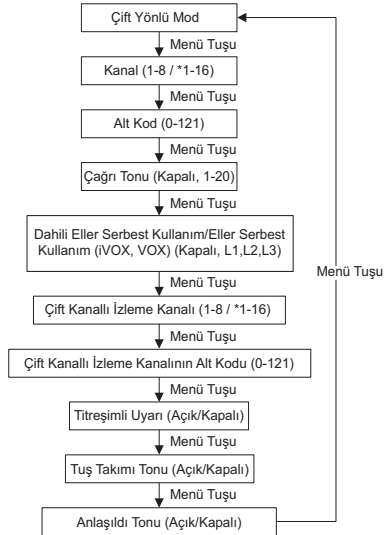 Çift Yönlü Mod
Menü Tuşu
Kanal (1-8 / *1-16)
Menü Tuşu
Alt Kod (0-121)
Menü Tuşu
Çağrı Tonu (Kapalı, 1-20)
Menü Tuşu
Dahili Eller Serbest Kullanım/Eller Serbest
Kullanım (iVOX, VOX) (Kapalı, L1,L2,L3)
Menü Tuşu
Menü Tuşu
Çift Kanallı İzleme Kanalı (1-8 / *1-16)
Menü Tuşu
Çift Kanallı İzleme Kanalının Alt Kodu (0-121)
Menü Tuşu
Titreşimli Uyarı (Açık/Kapalı)
Menü Tuşu
Tuş Takımı Tonu (Açık/Kapalı)
Menü Tuşu
Anlaşıldı Tonu (Açık/Kapalı)